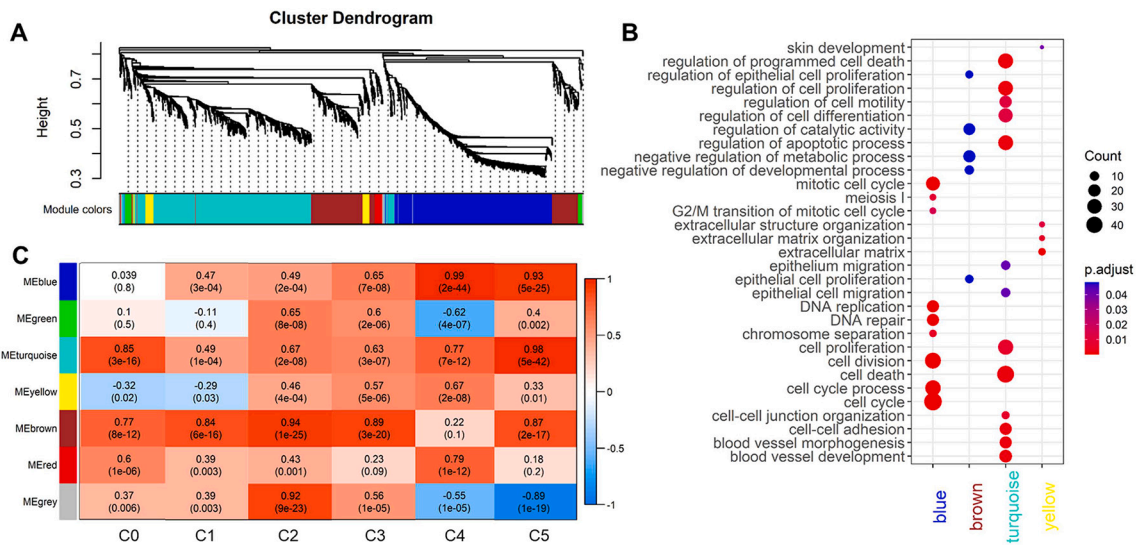 A
Cluster Dendrogram
Height
0.7
0.5
0.3
Module colors
B
skin development
regulation of programmed cell death
regulation of epithelial cell proliferation
regulation of cell proliferation
regulation of cell motility
regulation of cell differentiation
regulation of catalytic activity
regulation of apoptotic process
negative regulation of metabolic process
negative regulation of developmental process
mitotic cell cycle
meiosis I
G2/M transition of mitotic cell cycle
extracellular structure organization
extracellular matrix organization
extracellular matrix
epithelium migration
epithelial cell proliferation
epithelial cell migration
DNA replication
DNA repair
chromosome separation
cell proliferation
cell division
cell death
cell cycle process
cell cycle
cell-cell junction organization
cell-cell adhesion
blood vessel morphogenesis
blood vessel development
blue
brown
turquoise
yellow
Count
10
20
30
40
p.adjust
0.04
0.03
0.02
0.01
C
MEblue
0.039 0.47 0.49 0.65 0.99 0.93
(0.8) (3e-04) (2e-04) (7e-08) (2e-44) (5e-25)
MEgreen
0.1 -0.11 0.65 0.6 -0.62 0.4
(0.5) (0.4) (8e-08) (2e-06) (4e-07) (0.002)
MEturquoise
0.85 0.49 0.67 0.63 0.77 0.98
(3e-16) (1e-04) (2e-08) (3e-07) (7e-12) (5e-42)
MEyellow
-0.32 -0.29 0.46 0.57 0.67 0.33
(0.02) (0.03) (4e-04) (5e-06) (2e-08) (0.01)
MEbrown
0.77 0.84 0.94 0.89 0.22 0.87
(8e-12) (6e-16) (1e-25) (3e-20) (0.1) (2e-17)
MEred
0.6 0.39 0.43 0.23 0.79 0.18
(1e-06) (0.003) (0.001) (0.09) (1e-12) (0.2)
MEgrey
0.37 0.39 0.92 0.56 -0.55 -0.89
(0.006) (0.003) (9e-23) (1e-05) (1e-05) (1e-19)
C0 C1 C2 C3 C4 C5
1
0.5
0
-0.5
-1